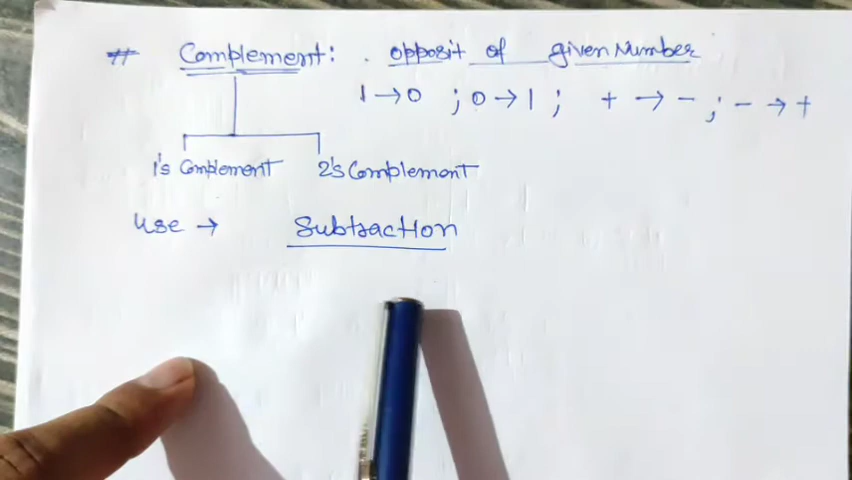 # Complement: . opposit of given Number
1 → 0 ; 0 → 1 ; + → - ; - → +
1's Complement 2's Complement
Use → Subtraction